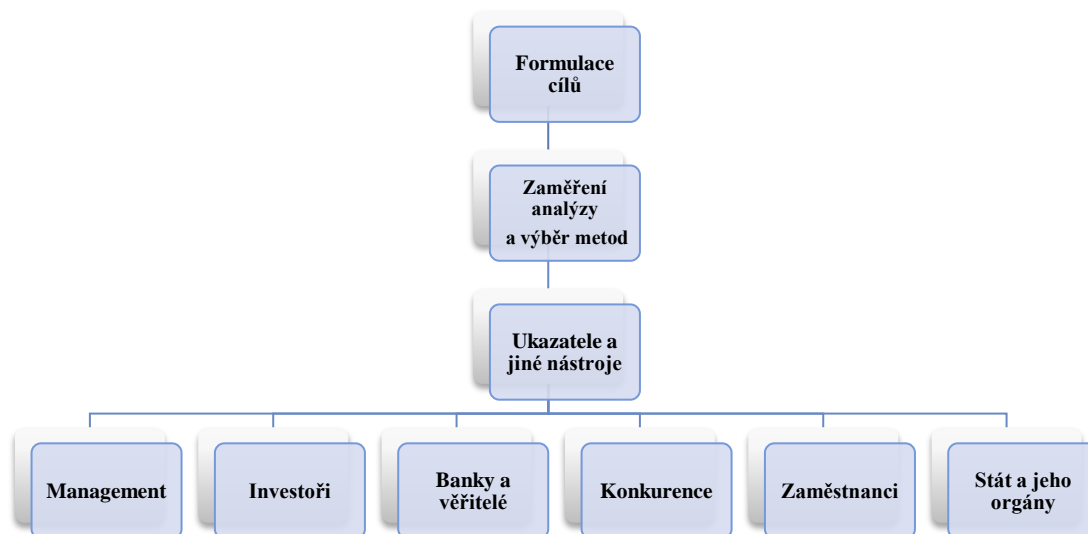 Formulace
cílů
Zaměření
analýzy
a výběr metod
Ukazatele a
jiné nástroje
Management
Investoři
Banky a
věřitelé
Konkurence
Zaměstnanci
Stát a jeho
orgány